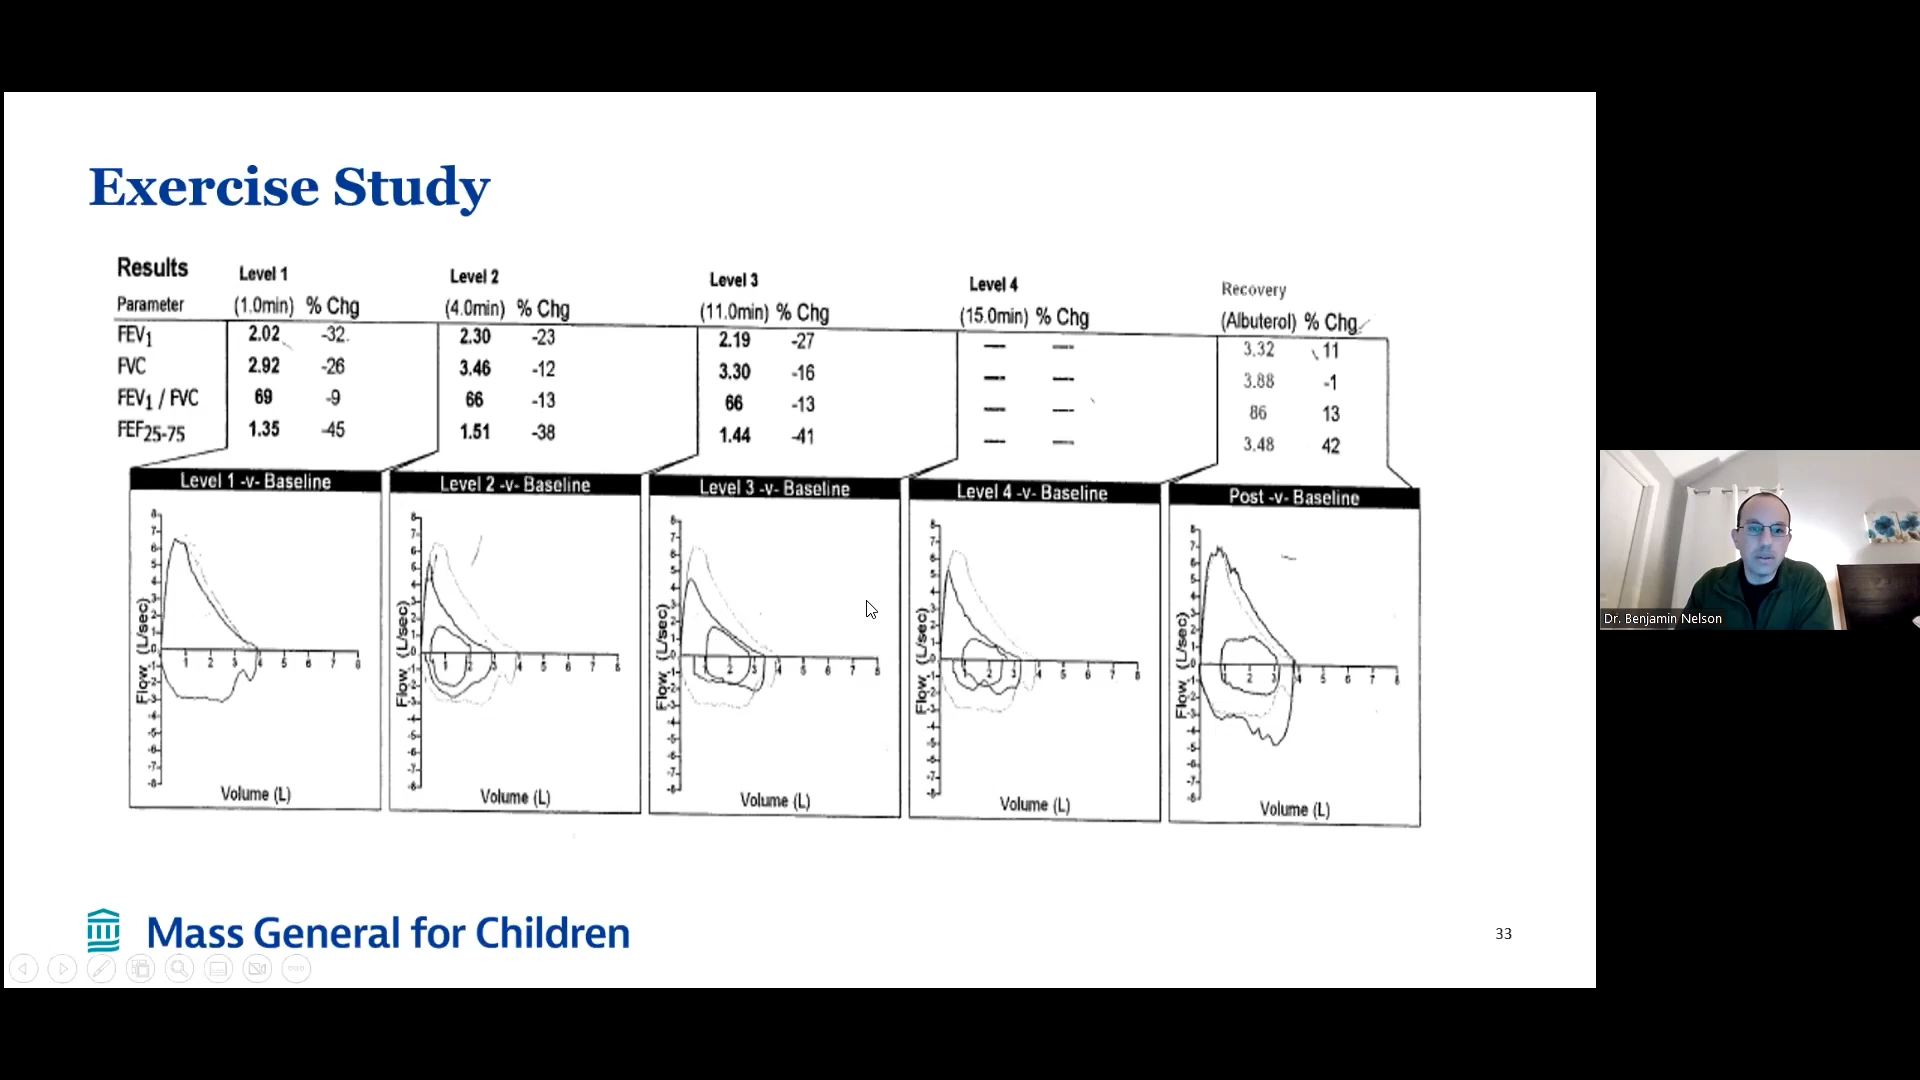 Exercise Study
Results Level 1 Level 2 Level 3 Level 4 Recovery
Parameter (1.0min) % Chg (4.0min) % Chg (11.0min) % Chg (15.0min) % Chg (Albuterol) % Chg
FEV1 2.02 -32 2.30 -23 2.19 -27 — — 3.32 11
FVC 2.92 -26 3.46 -12 3.30 -16 — — 3.88 -1
FEV1 / FVC 69 -9 66 -13 66 -13 — — 86 13
FEF25-75 1.35 -45 1.51 -38 1.44 -41 — — 3.48 42
Level 1 -v- Baseline Level 2 -v- Baseline Level 3 -v- Baseline Level 4 -v- Baseline Post -v- Baseline
Flow (L/sec) Flow (L/sec) Flow (L/sec) Flow (L/sec) Flow (L/sec)
Volume (L) Volume (L) Volume (L) Volume (L) Volume (L)
Mass General for Children
33
Dr. Benjamin Nelson